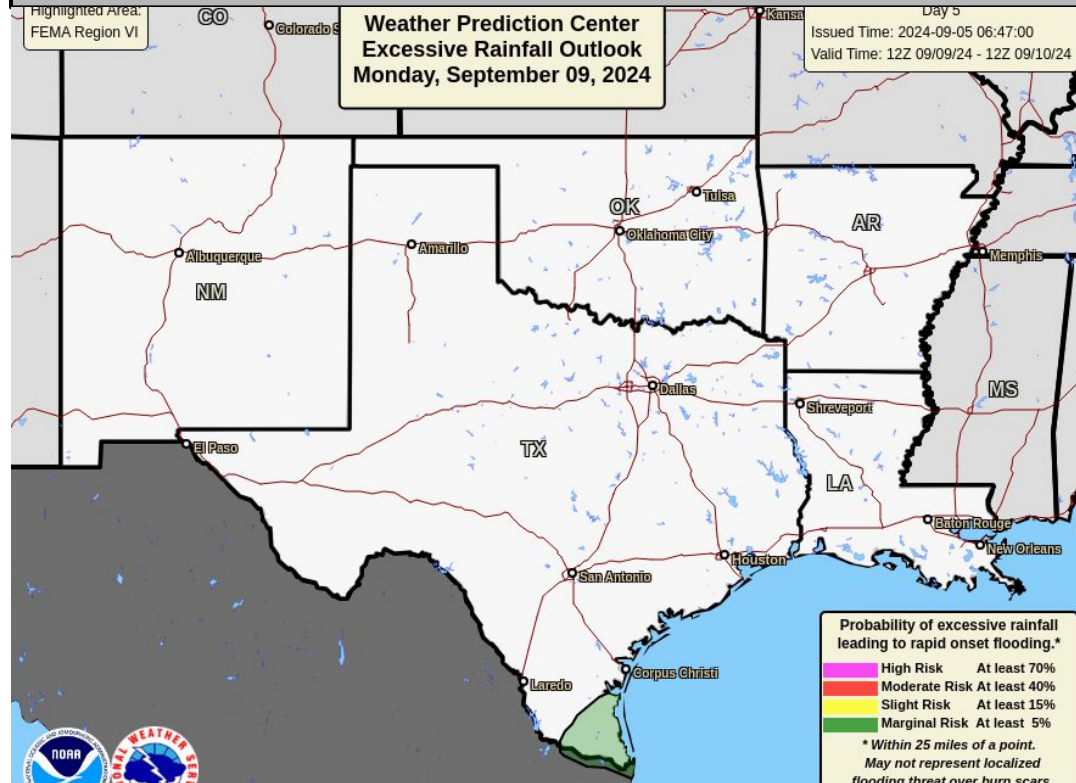 Highlighted Area:
FEMA Region VI
Weather Prediction Center
Excessive Rainfall Outlook
Monday, September 09, 2024
Day 5
Issued Time: 2024-09-05 06:47:00
Valid Time: 12Z 09/09/24 - 12Z 09/10/24
CO
Colorado S
Kansa
Tulsa
OK
Oklahoma City
AR
Amarillo
Albuquerque
Memphis
NM
Dallas
MS
Shreveport
El Paso
TX
LA
Baton Rouge
New Orleans
Houston
San Antonio
Corpus Christi
Laredo
Probability of excessive rainfall
leading to rapid onset flooding.*
High Risk At least 70%
Moderate Risk At least 40%
Slight Risk At least 15%
Marginal Risk At least 5%
* Within 25 miles of a point.
May not represent localized
flooding threat over burn scars
NOAA
NAL WEATHER SERV